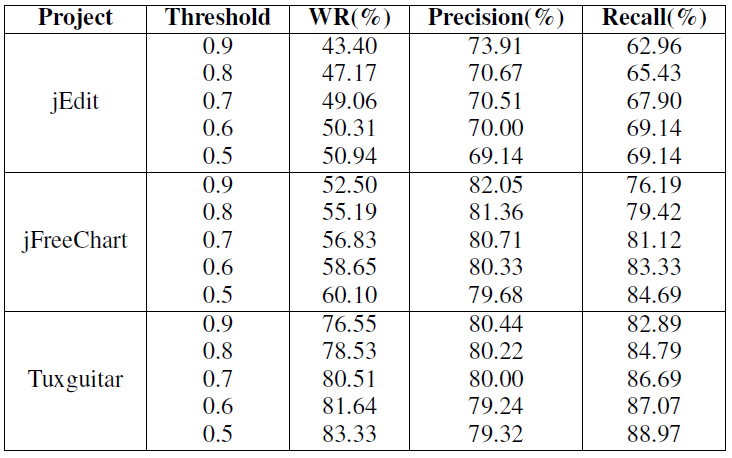 Project Threshold WR(%) Precision(%) Recall(%)
jEdit
0.9 43.40 73.91 62.96
0.8 47.17 70.67 65.43
0.7 49.06 70.51 67.90
0.6 50.31 70.00 69.14
0.5 50.94 69.14 69.14
jFreeChart
0.9 52.50 82.05 76.19
0.8 55.19 81.36 79.42
0.7 56.83 80.71 81.12
0.6 58.65 80.33 83.33
0.5 60.10 79.68 84.69
Tuxguitar
0.9 76.55 80.44 82.89
0.8 78.53 80.22 84.79
0.7 80.51 80.00 86.69
0.6 81.64 79.24 87.07
0.5 83.33 79.32 88.97